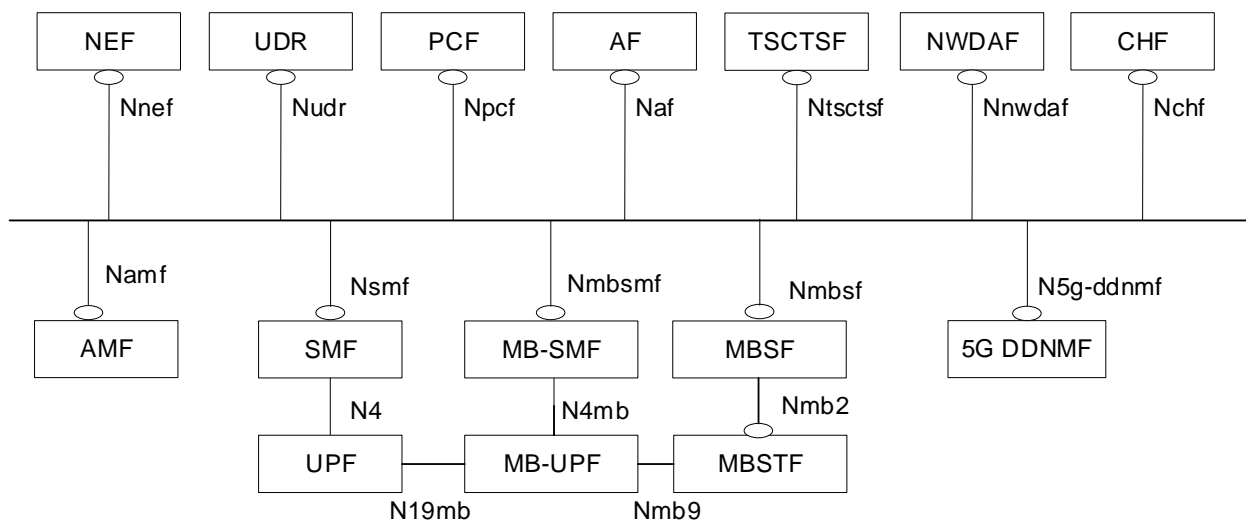 NEF UDR PCF AF TSCTSF NWDAF CHF
Nnef Nudr Npcf Naf Ntsctsf Nnwdaf Nchf
Namf Nsmf Nmbsmf Nmbsf N5g-ddnmf
AMF SMF MB-SMF MBSF 5G DDNMF
N4 N4mb Nmb2
UPF MB-UPF MBSTF
N19mb Nmb9